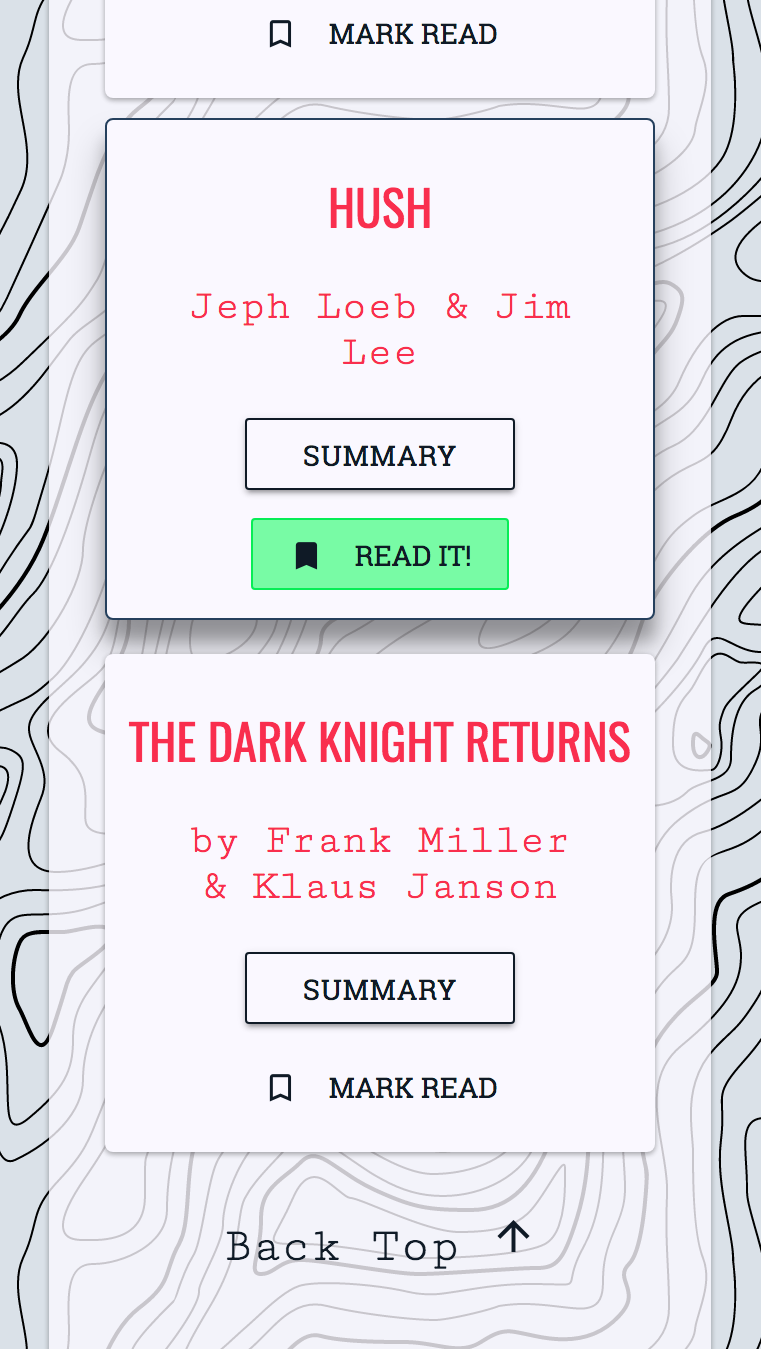 MARK READ
HUSH
Jeph Loeb & Jim
Lee
SUMMARY
READ IT!
THE DARK KNIGHT RETURNS
by Frank Miller
& Klaus Janson
SUMMARY
MARK READ
Back Top ↑